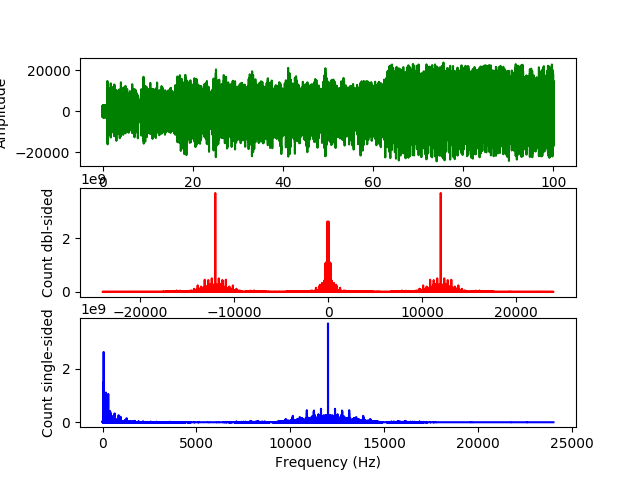 Amplitude
20000
0
−20000
0 20 40 60 80 100
1e9
Count dbl-sided
2
0
−20000 −10000 0 10000 20000
1e9
Count single-sided
2
0
0 5000 10000 15000 20000 25000
Frequency (Hz)